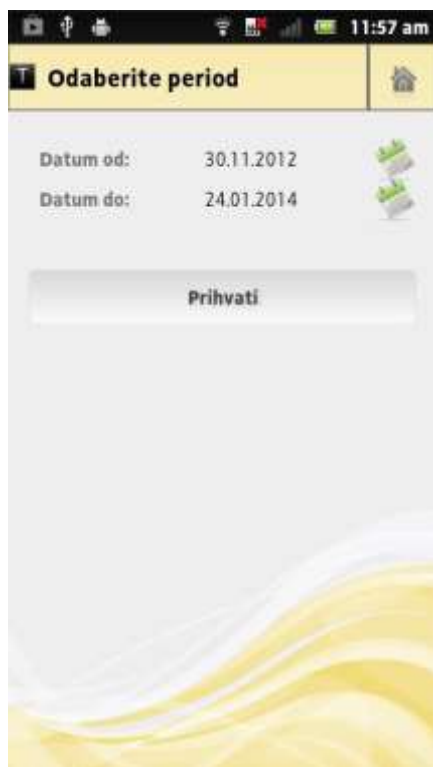 11:57 am
T Odaberite period
Datum od: 30.11.2012
Datum do: 24.01.2014
Prihvati